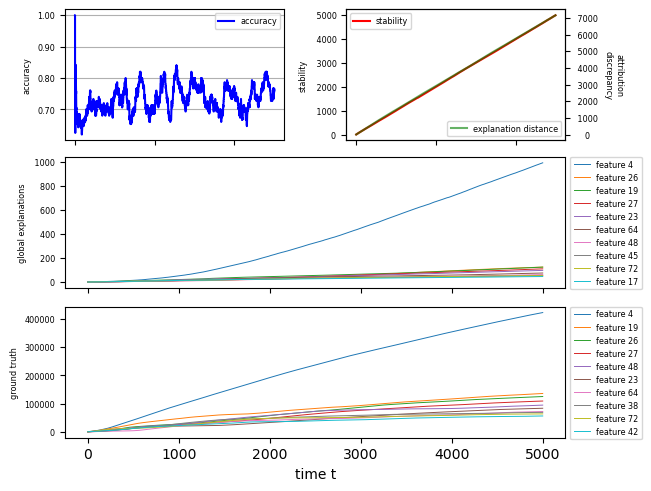 1.00
0.90
0.80
0.70
accuracy
accuracy
5000
4000
3000
2000
1000
0
stability
stability
explanation distance
7000
6000
5000
4000
3000
2000
1000
0
attribution
discrepancy
1000
800
600
400
200
0
global explanations
feature 4
feature 26
feature 19
feature 27
feature 23
feature 64
feature 48
feature 45
feature 72
feature 17
400000
300000
200000
100000
0
ground truth
feature 4
feature 19
feature 26
feature 27
feature 48
feature 23
feature 64
feature 38
feature 72
feature 42
0
1000
2000
3000
4000
5000
time t